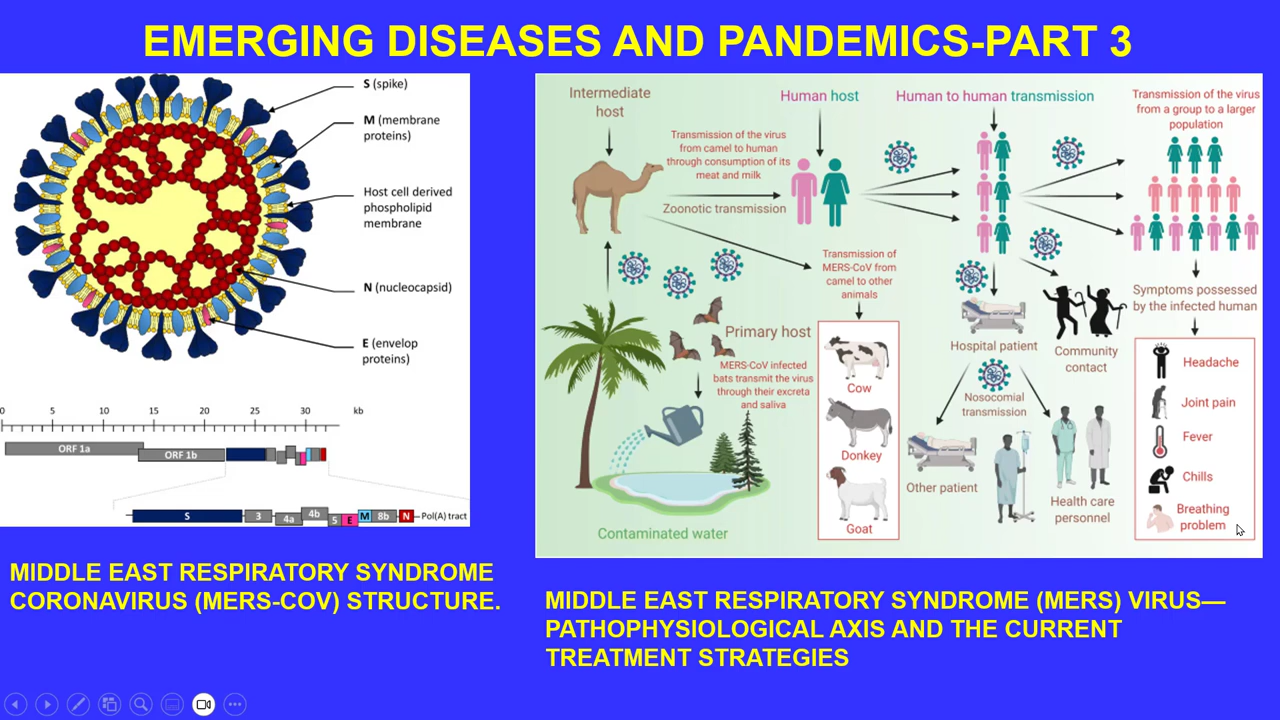 EMERGING DISEASES AND PANDEMICS-PART 3
S (spike)
M (membrane
proteins)
Host cell derived
phospholipid
membrane
N (nucleocapsid)
E (envelop
proteins)
0 5 10 15 20 25 30 kb
ORF 1a
ORF 1b
S 3 4a 4b 5 E M 8b N Poly(A) tract
MIDDLE EAST RESPIRATORY SYNDROME
CORONAVIRUS (MERS-COV) STRUCTURE.
Intermediate
host
Human host
Human to human transmission
Transmission of the virus
from a group to a larger
population
Transmission of the virus
from camel to human
through consumption of its
meat and milk
Zoonotic transmission
Transmission of
MERS-CoV from
camel to other
animals
Primary host
MERS-CoV infected
bats transmit the virus
through their excreta
and saliva
Contaminated water
Cow
Donkey
Goat
Hospital patient
Community
contact
Nosocomial
transmission
Other patient
Health care
personnel
Symptoms possessed
by the infected human
Headache
Joint pain
Fever
Chills
Breathing
problem
MIDDLE EAST RESPIRATORY SYNDROME (MERS) VIRUS—
PATHOPHYSIOLOGICAL AXIS AND THE CURRENT
TREATMENT STRATEGIES